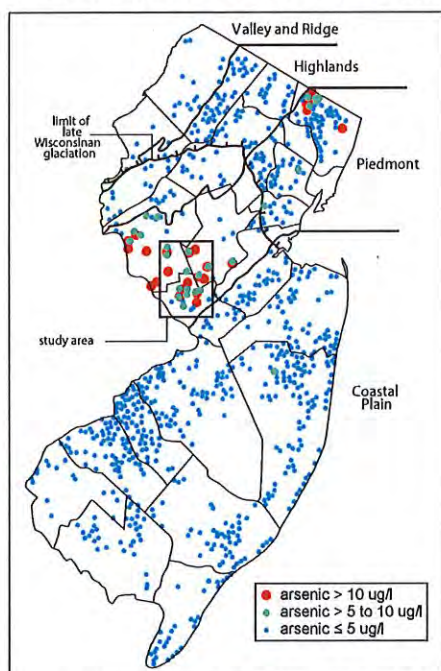 Valley and Ridge
Highlands
limit of
late
Wisconsinan
glaciation
Piedmont
study area
Coastal
Plain
arsenic > 10 ug/l
arsenic > 5 to 10 ug/l
arsenic ≤ 5 ug/l